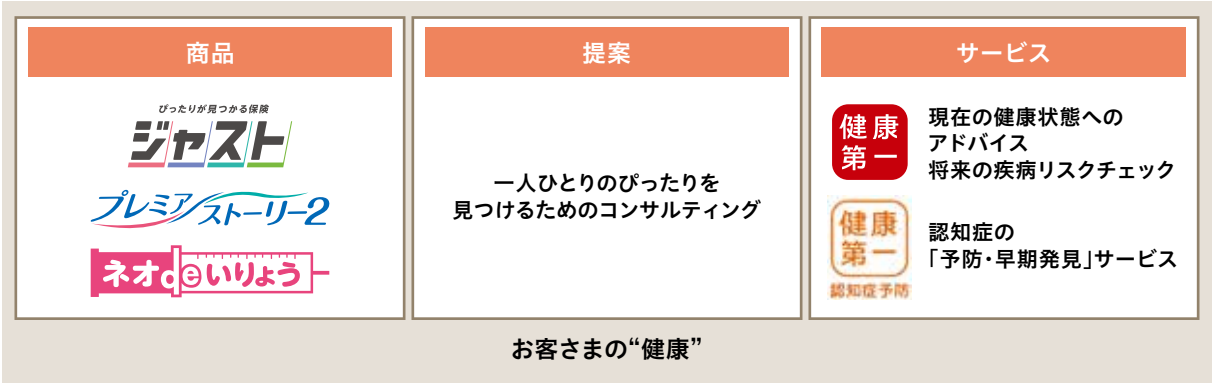 商品
ぴったりが見つかる保険
ジャスト
プレミアストーリー2
ネオdeいりょう
提案
一人ひとりのぴったりを
見つけるためのコンサルティング
サービス
健康
第一
現在の健康状態への
アドバイス
将来の疾病リスクチェック
健康
第一
認知症予防
認知症の
「予防・早期発見」サービス
お客さまの“健康”